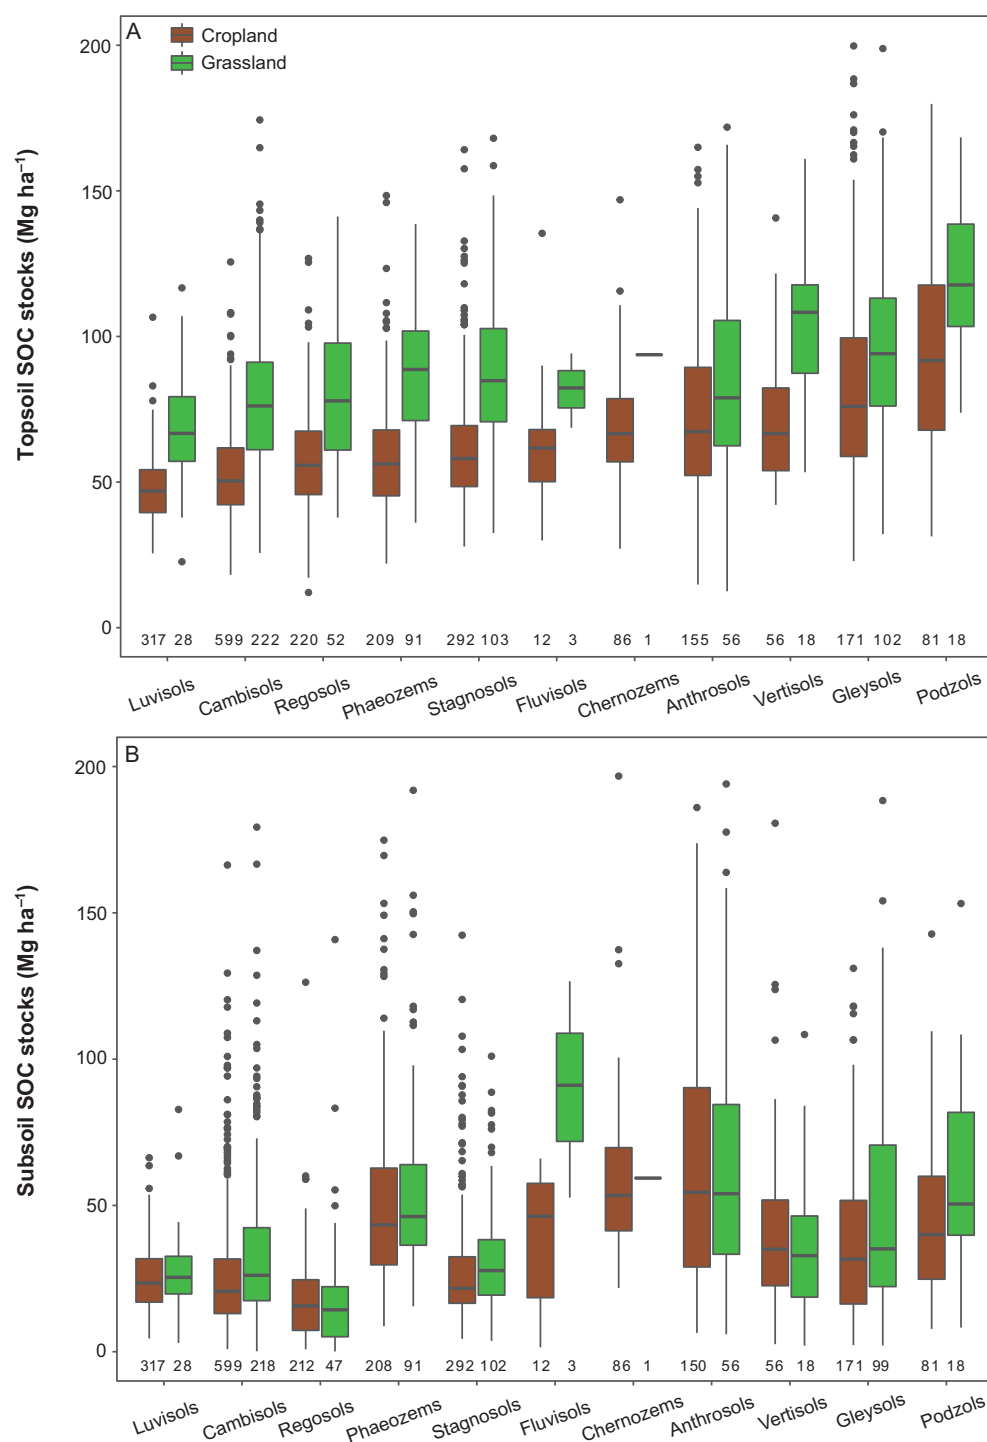 A
Cropland
Grassland
Topsoil SOC stocks (Mg ha⁻¹)
200
150
100
50
0
317 28 599 222 220 52 209 91 292 103 12 3 86 1 155 56 56 18 171 102 81 18
Luvisols Cambisols Regosols Phaeozems Stagnosols Fluvisols Chernozems Anthrosols Vertisols Gleysols Podzols
B
Subsoil SOC stocks (Mg ha⁻¹)
200
150
100
50
0
317 28 599 218 212 47 208 91 292 102 12 3 86 1 150 56 56 18 171 99 81 18
Luvisols Cambisols Regosols Phaeozems Stagnosols Fluvisols Chernozems Anthrosols Vertisols Gleysols Podzols